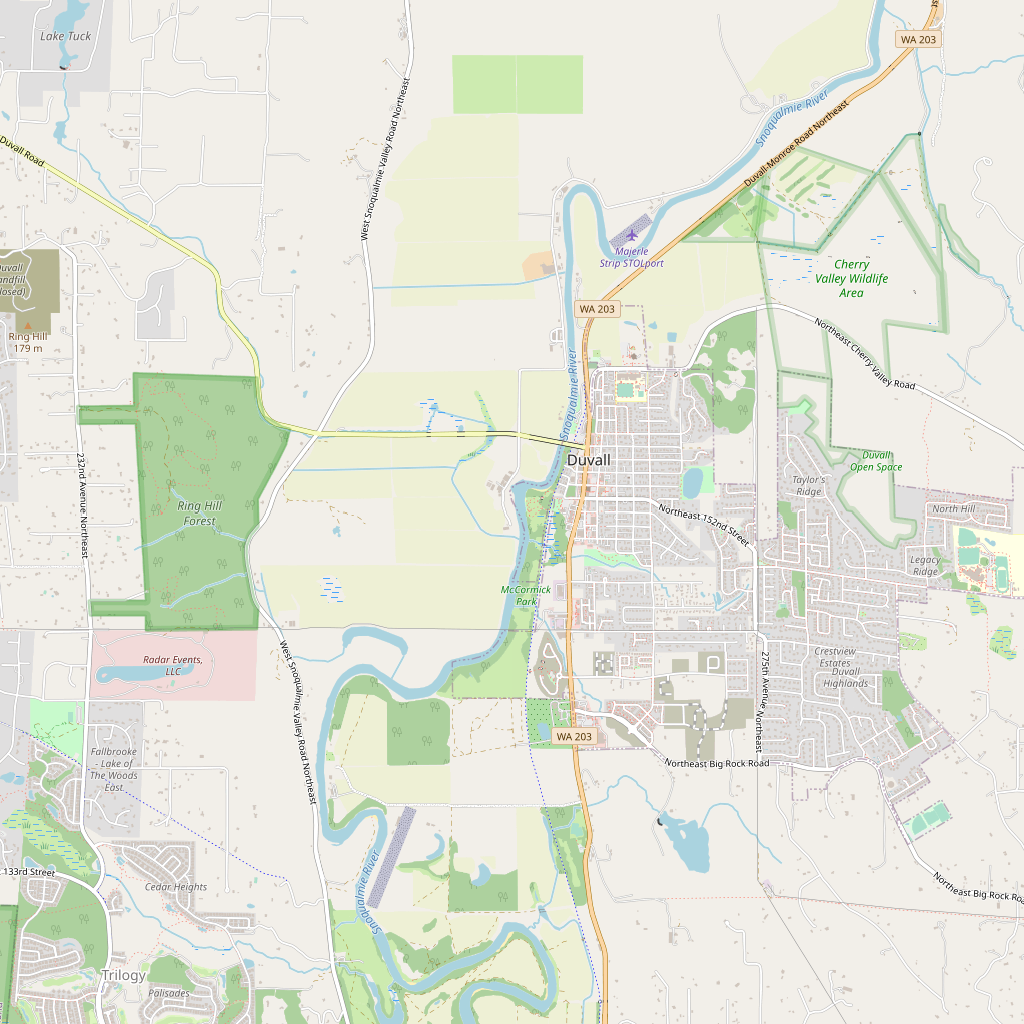 Lake Tuck
WA 203
Duvall Road
West Snoqualmie Valley Road Northeast
Snoqualmie River
Duvall-Monroe Road Northeast
Majerle
Strip STOLport
Cherry
Valley Wildlife
Area
Duvall
Ring Hill
179 m
WA 203
Northeast Cherry Valley Road
Snoqualmie River
Duvall
Duvall
Open Space
Taylor's
Ridge
232nd Avenue Northeast
Ring Hill
Forest
Northeast 152nd Street
North Hill
Legacy
Ridge
McCormick
Park
Radar Events,
LLC
West Snoqualmie Valley Road Northeast
Crestview
Estates
Duvall
Highlands
275th Avenue Northeast
WA 203
Northeast Big Rock Road
Fallbrooke
Lake of
The Woods
East
133rd Street
Cedar Heights
Snoqualmie River
Northeast Big Rock
Trilogy
Palisades